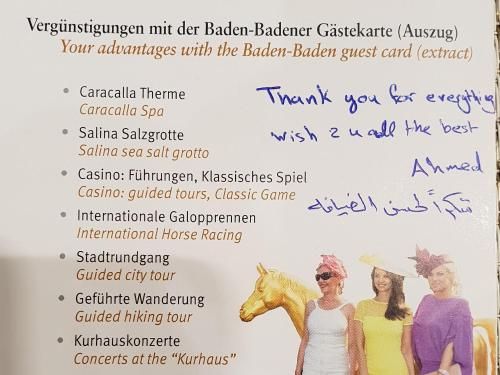 Vergünstigungen mit der Baden-Badener Gästekarte (Auszug)
Your advantages with the Baden-Baden guest card (extract)
• Caracalla Therme
Caracalla Spa
• Salina Salzgrotte
Salina sea salt grotto
• Casino: Führungen, Klassisches Spiel
Casino: guided tours, Classic Game
• Internationale Galopprennen
International Horse Racing
• Stadtrundgang
Guided city tour
• Geführte Wanderung
Guided hiking tour
• Kurhauskonzerte
Concerts at the “Kurhaus”
Thank you for everything
wish 2 u all the best
Ahmed
شكراً لحسن الضيافه